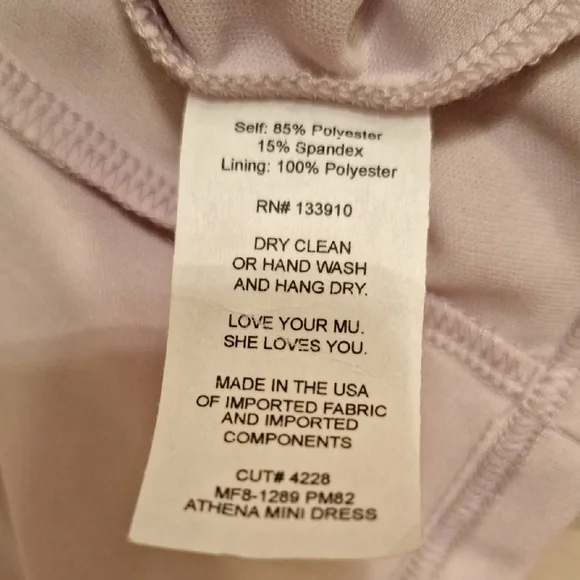 Self: 85% Polyester
15% Spandex
Lining: 100% Polyester
RN# 133910
DRY CLEAN
OR HAND WASH
AND HANG DRY.
LOVE YOUR MU.
SHE LOVES YOU.
MADE IN THE USA
OF IMPORTED FABRIC
AND IMPORTED
COMPONENTS
CUT# 4228
MF8-1289 PM82
ATHENA MINI DRESS